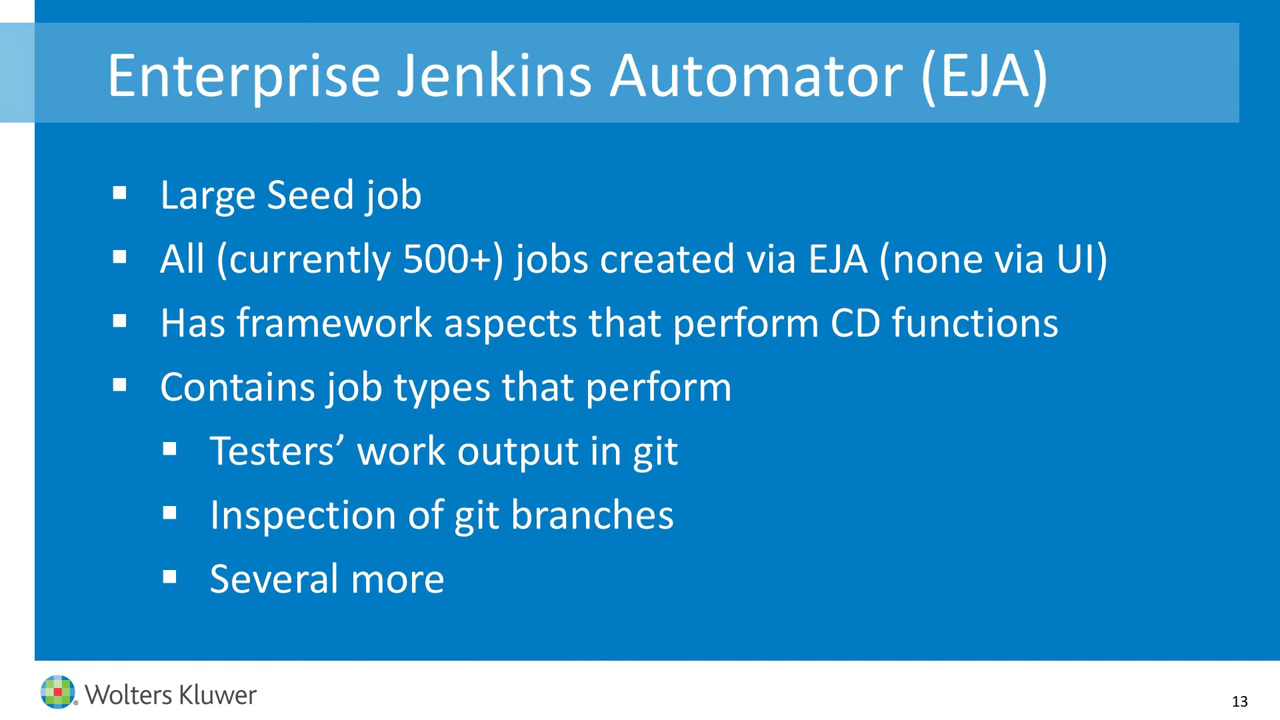 Enterprise Jenkins Automator (EJA)
▪ Large Seed job
▪ All (currently 500+) jobs created via EJA (none via UI)
▪ Has framework aspects that perform CD functions
▪ Contains job types that perform
▪ Testers’ work output in git
▪ Inspection of git branches
▪ Several more
Wolters Kluwer
13